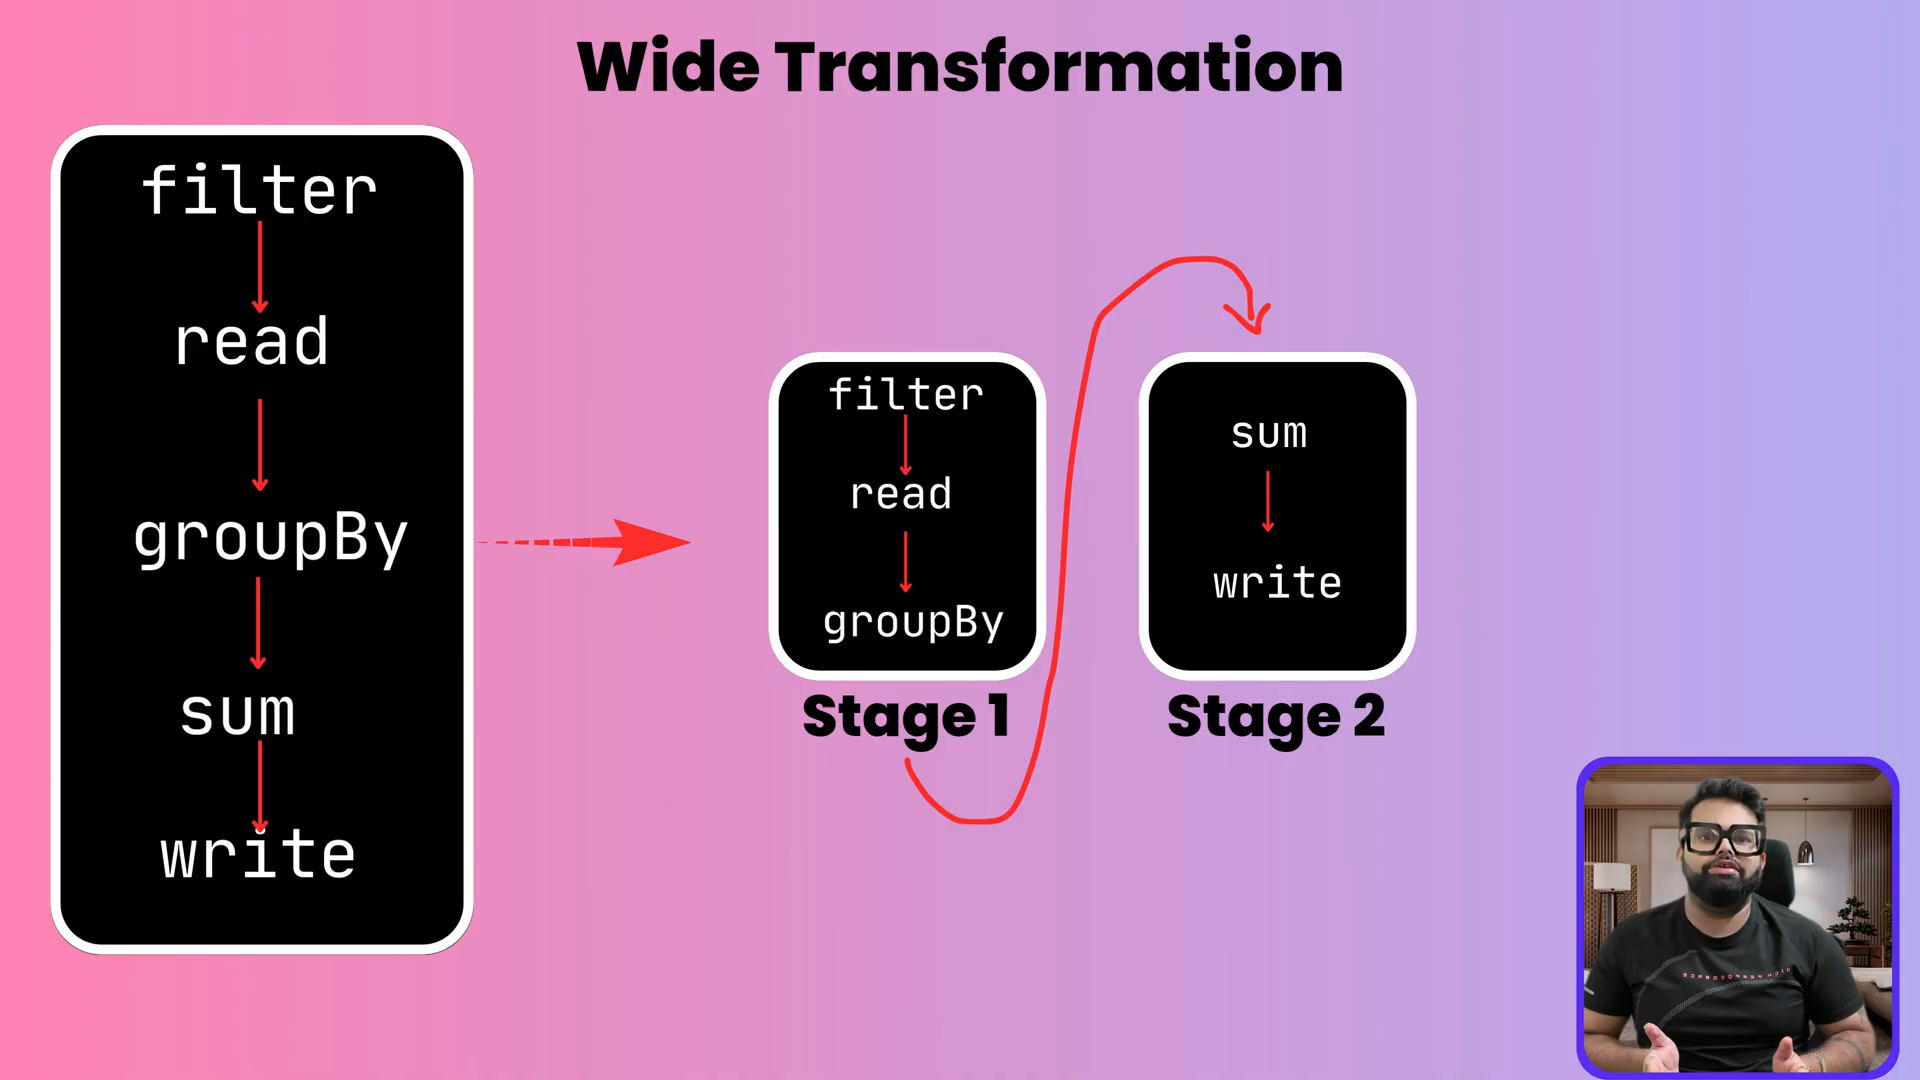 Wide Transformation
filter
read
groupBy
sum
write
filter
read
groupBy
Stage 1
sum
write
Stage 2